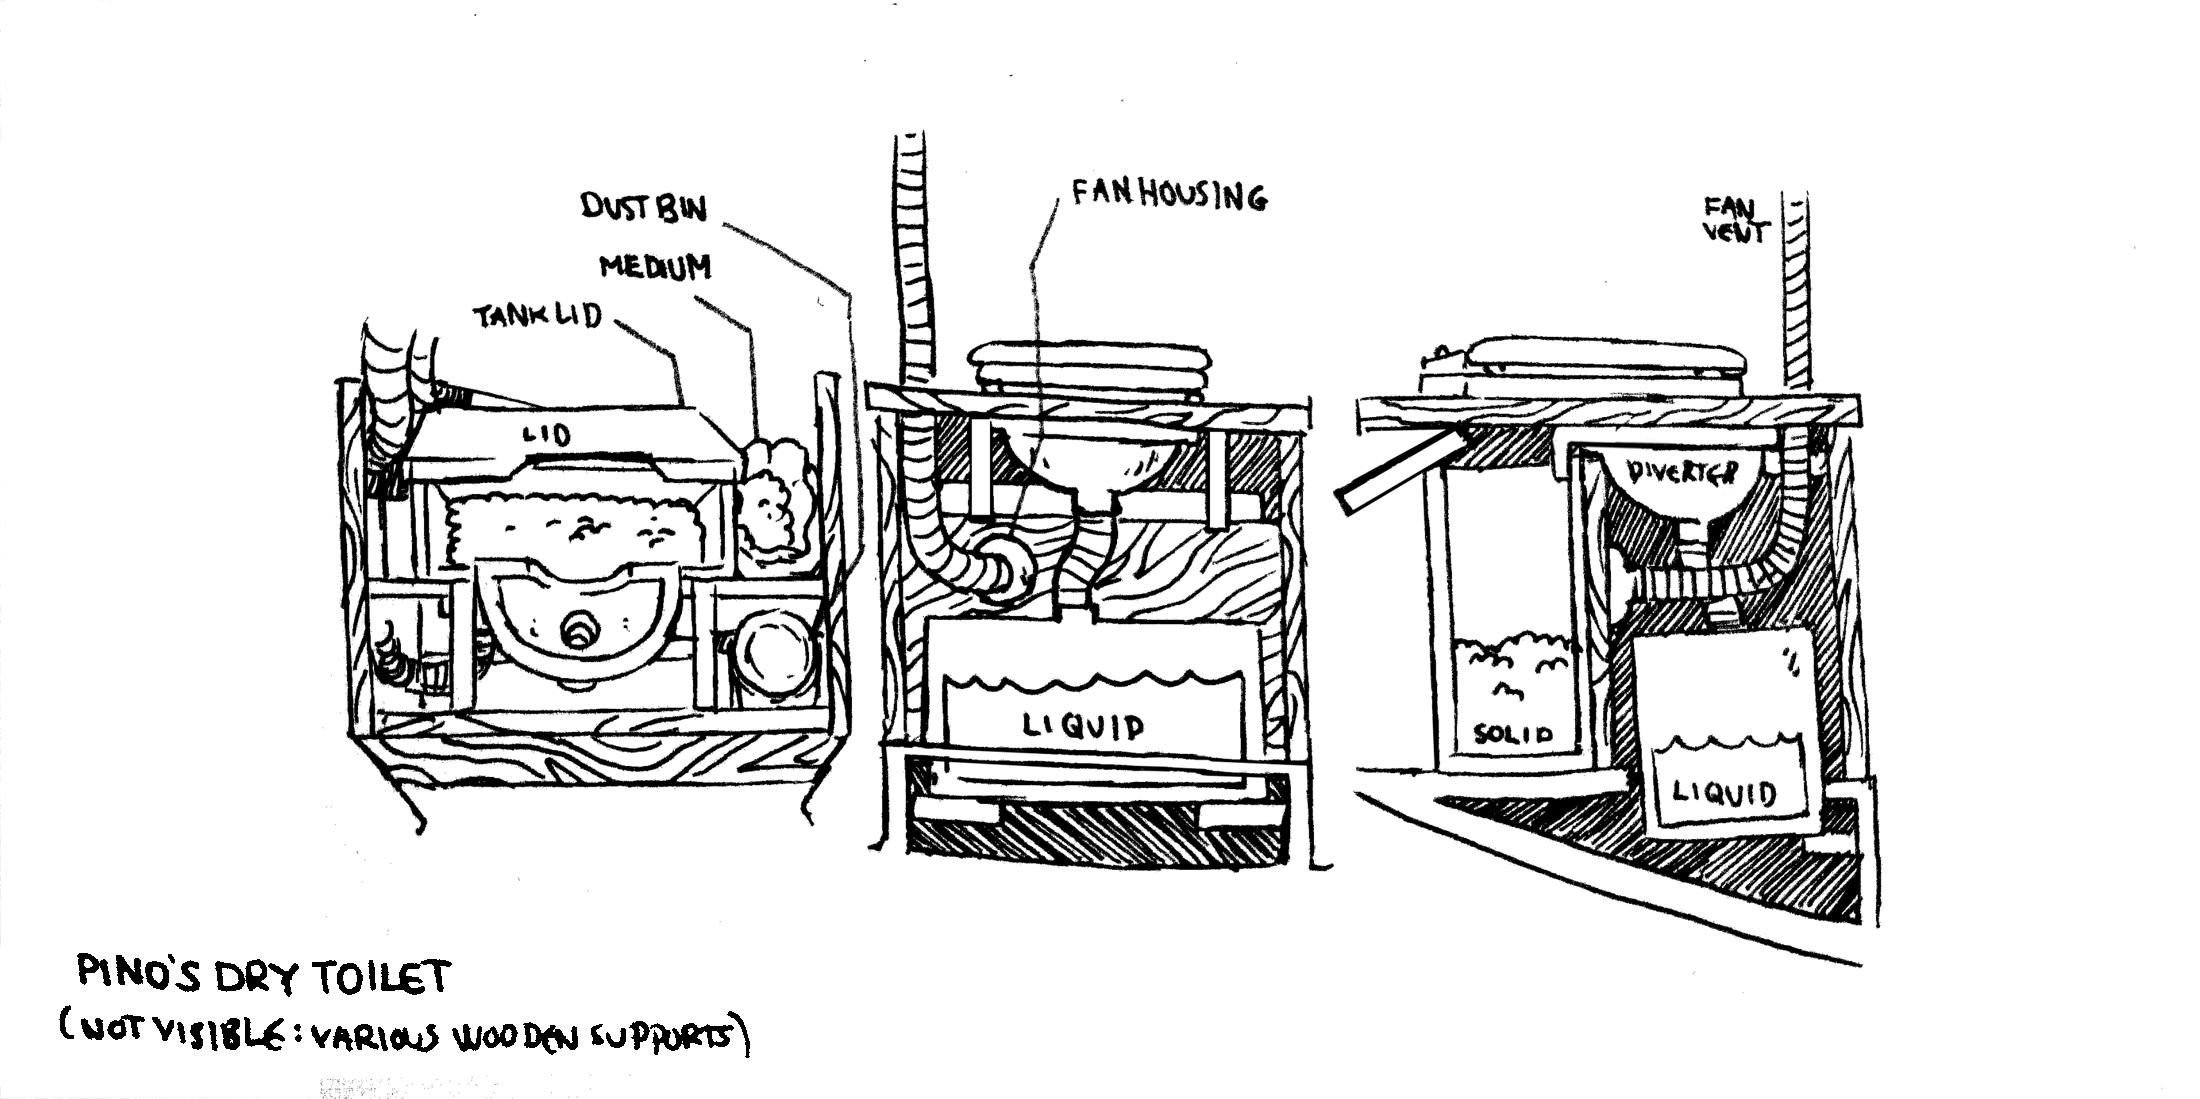 DUST BIN
MEDIUM
TANK LID
LID
FAN HOUSING
LIQUID
FAN
VENT
DIVERTER
SOLID
LIQUID
PINO'S DRY TOILET
(NOT VISIBLE: VARIOUS WOODEN SUPPORTS)